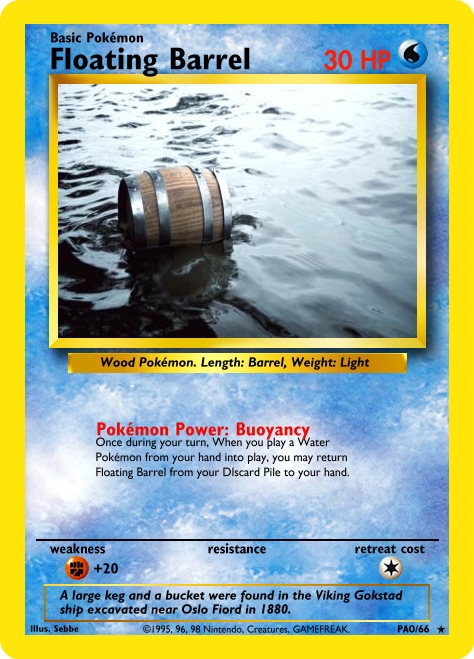 Basic Pokémon
Floating Barrel 30 HP
Wood Pokémon. Length: Barrel, Weight: Light
Pokémon Power: Buoyancy
Once during your turn, When you play a Water
Pokémon from your hand into play, you may return
Floating Barrel from your DIscard Pile to your hand.
weakness resistance retreat cost
+20
A large keg and a bucket were found in the Viking Gokstad
ship excavated near Oslo Fiord in 1880.
Illus. Sebbe ©1995, 96, 98 Nintendo, Creatures, GAMEFREAK. PAO/66 ★